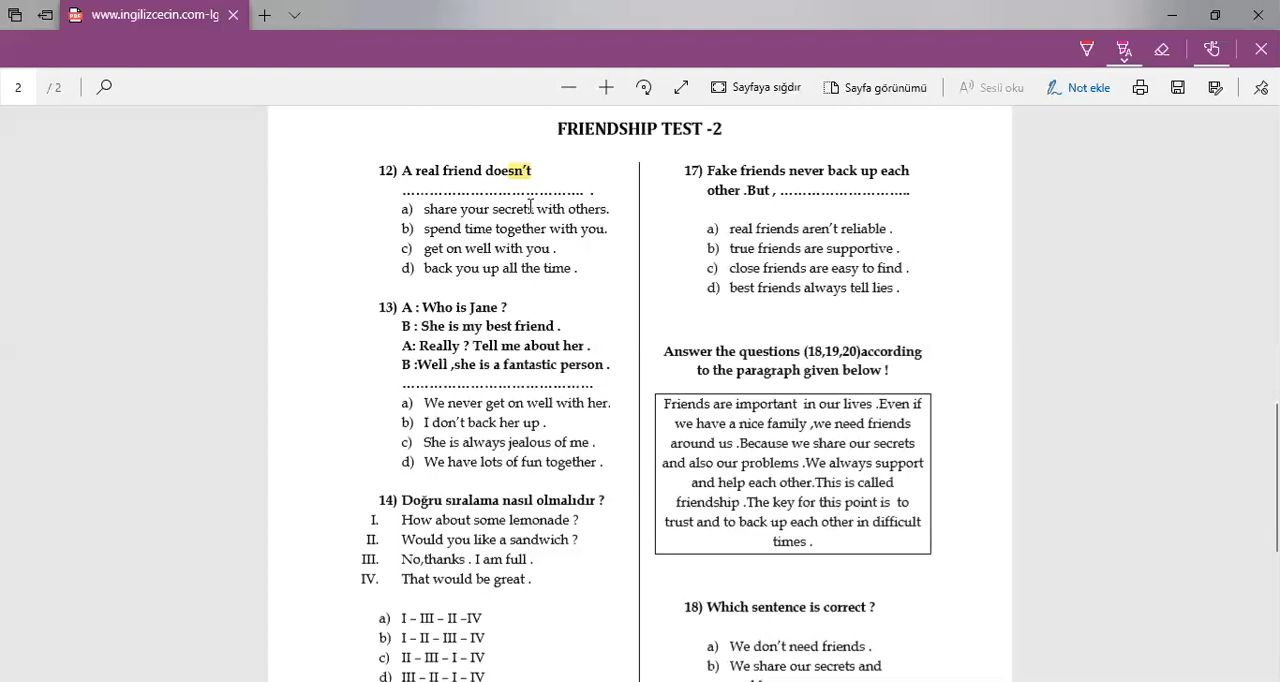 www.ingilizcecin.com-lg
2 / 2
Sayfaya sığdır
Sayfa görünümü
Sesli oku
Not ekle
FRIENDSHIP TEST -2
12) A real friend doesn't
……………………………… .
a) share your secrets with others.
b) spend time together with you.
c) get on well with you .
d) back you up all the time .
13) A : Who is Jane ?
B : She is my best friend .
A: Really ? Tell me about her .
B :Well ,she is a fantastic person .
……………………………………
a) We never get on well with her.
b) I don't back her up .
c) She is always jealous of me .
d) We have lots of fun together .
14) Doğru sıralama nasıl olmalıdır ?
I. How about some lemonade ?
II. Would you like a sandwich ?
III. No,thanks . I am full .
IV. That would be great .
a) I – III – II –IV
b) I – II – III – IV
c) II – III – I – IV
d) III – II – I – IV
17) Fake friends never back up each
other .But , ……………………..
a) real friends aren't reliable .
b) true friends are supportive .
c) close friends are easy to find .
d) best friends always tell lies .
Answer the questions (18,19,20)according
to the paragraph given below !
Friends are important in our lives .Even if
we have a nice family ,we need friends
around us .Because we share our secrets
and also our problems .We always support
and help each other.This is called
friendship .The key for this point is to
trust and to back up each other in difficult
times .
18) Which sentence is correct ?
a) We don't need friends .
b) We share our secrets and